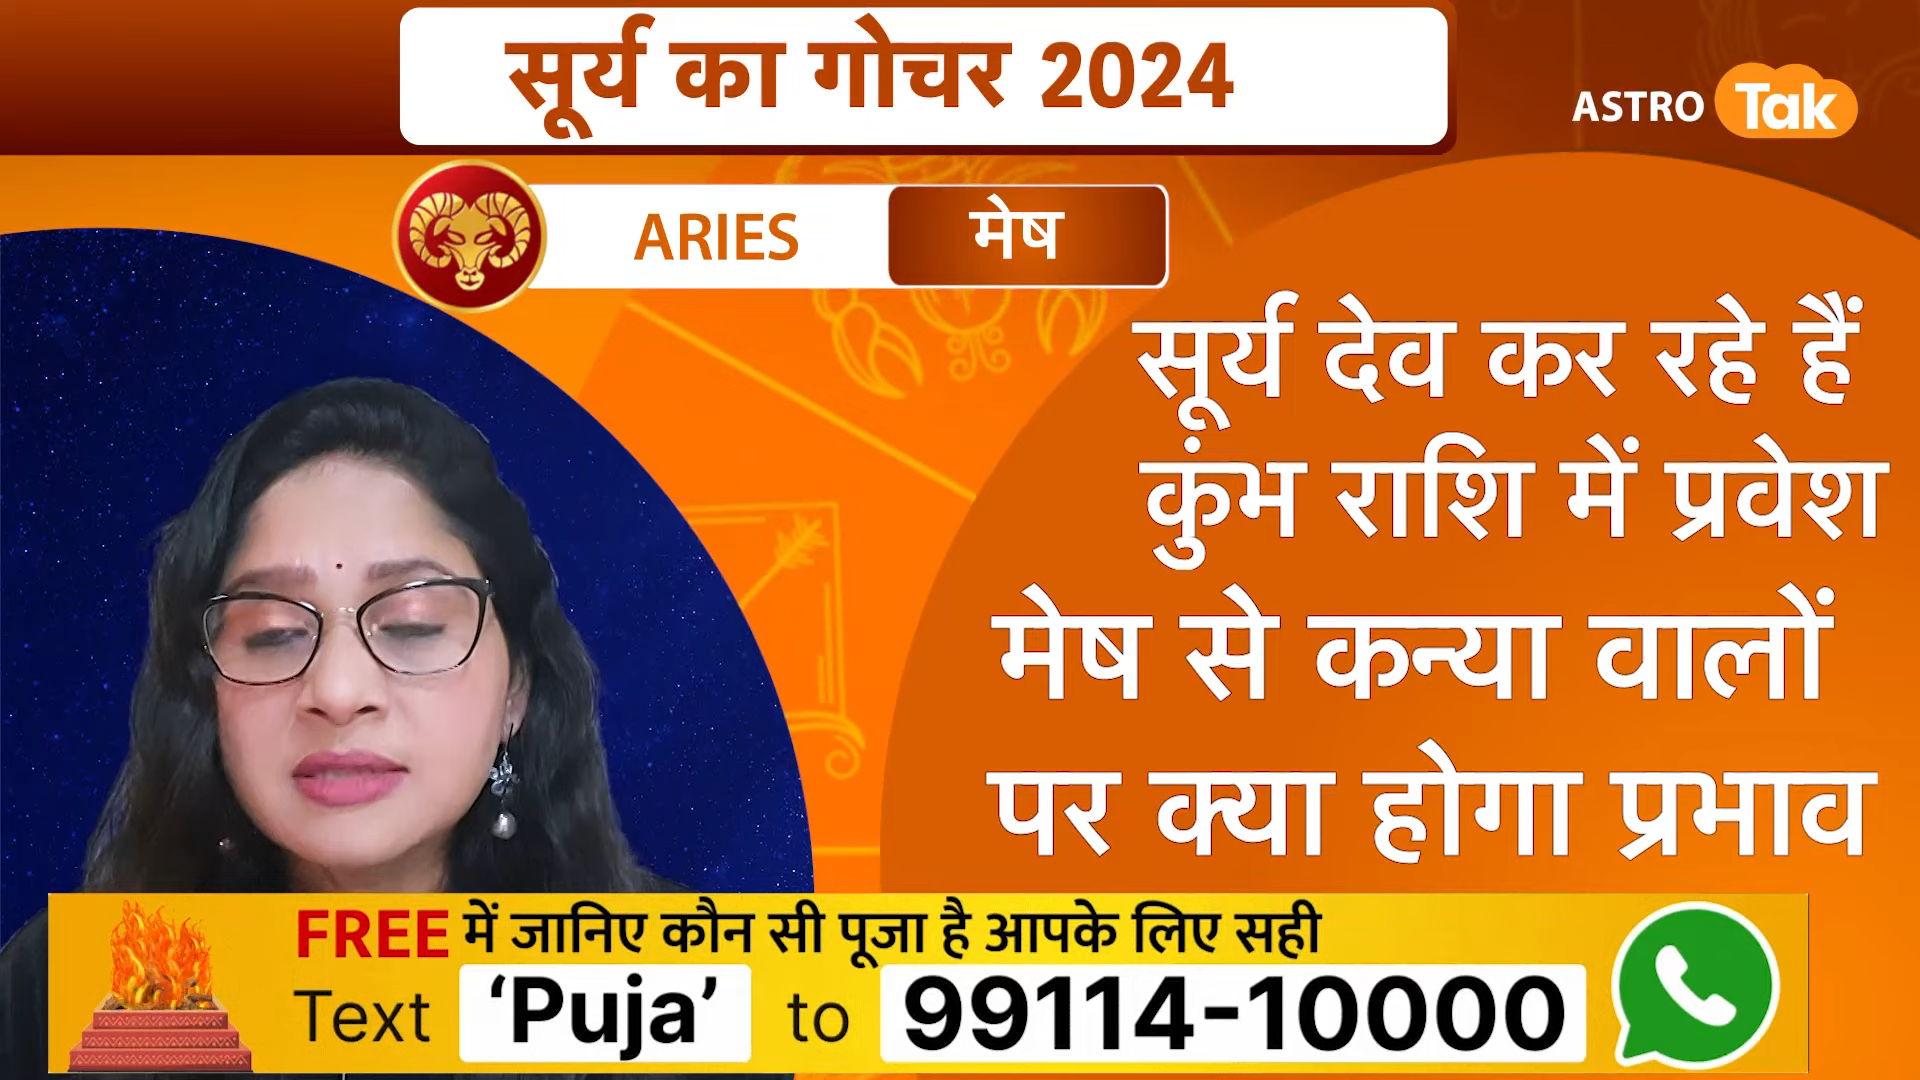 सूर्य का गोचर 2024
ASTRO Tak
ARIES मेष
सूर्य देव कर रहे हैं
कुंभ राशि में प्रवेश
मेष से कन्या वालों
पर क्या होगा प्रभाव
FREE में जानिए कौन सी पूजा है आपके लिए सही
Text ‘Puja’ to 99114-10000